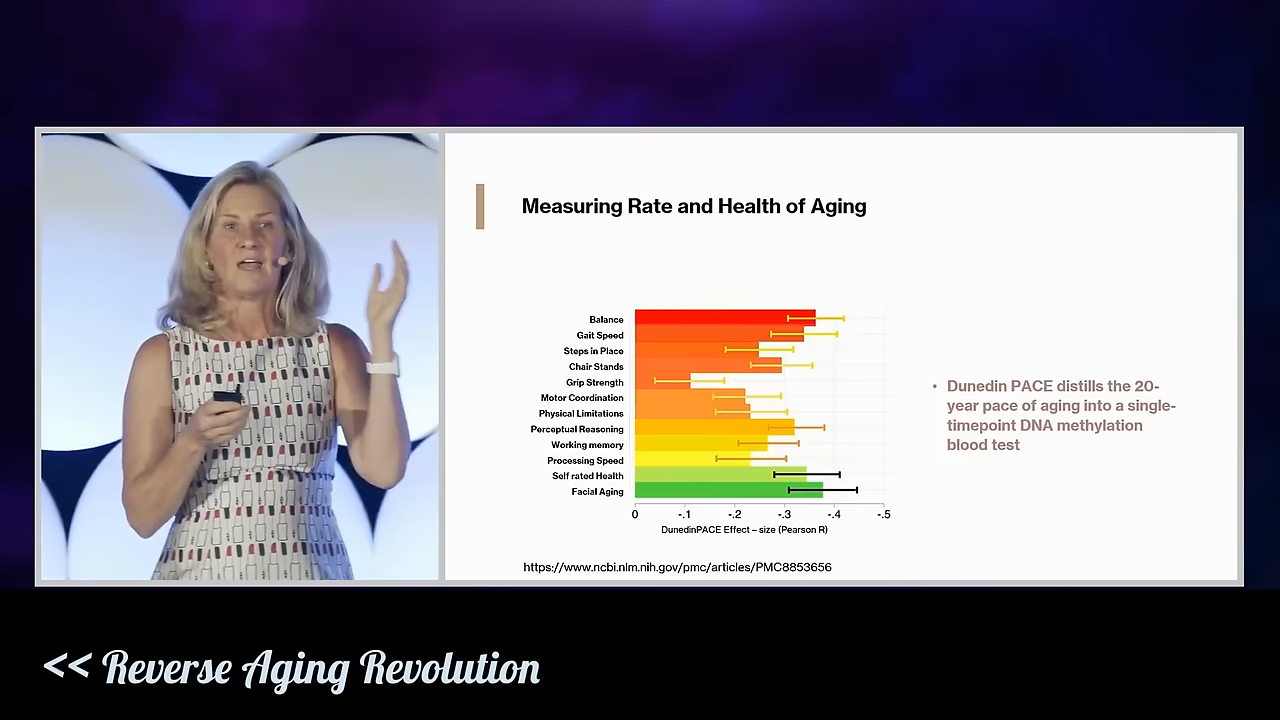 Measuring Rate and Health of Aging
Balance
Gait Speed
Steps in Place
Chair Stands
Grip Strength
Motor Coordination
Physical Limitations
Perceptual Reasoning
Working memory
Processing Speed
Self rated Health
Facial Aging
0 -.1 -.2 -.3 -.4 -.5
DunedinPACE Effect – size (Pearson R)
• Dunedin PACE distills the 20-
year pace of aging into a single-
timepoint DNA methylation
blood test
https://www.ncbi.nlm.nih.gov/pmc/articles/PMC8853656
<< Reverse Aging Revolution